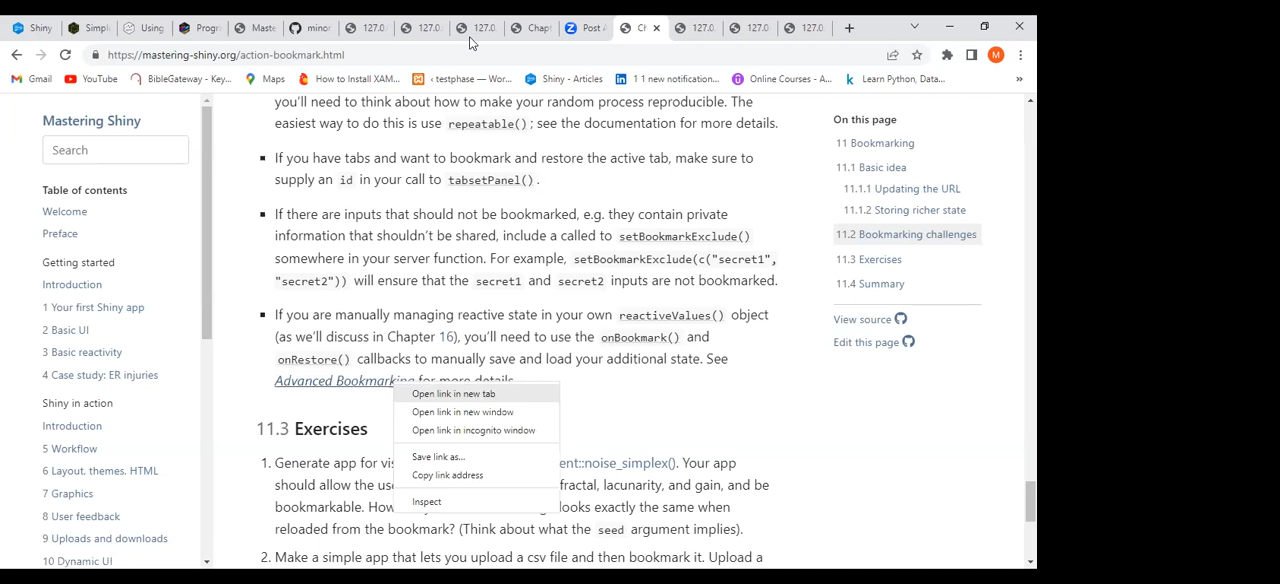 Shiny
Simpl
Using
Progra
Maste
minor
127.0.
127.0.
127.0
Chapt
Post A
Ch
127.0.
127.0
127.0
https://mastering-shiny.org/action-bookmark.html
M
Gmail
YouTube
BibleGateway - Key...
Maps
How to Install XAM...
‹ testphase — Wor...
Shiny - Articles
1 1 new notification...
Online Courses - A...
Learn Python, Data...
»
Mastering Shiny
Search
Table of contents
Welcome
Preface
Getting started
Introduction
1 Your first Shiny app
2 Basic UI
3 Basic reactivity
4 Case study: ER injuries
Shiny in action
Introduction
5 Workflow
6 Layout, themes, HTML
7 Graphics
8 User feedback
9 Uploads and downloads
10 Dynamic UI
you'll need to think about how to make your random process reproducible. The
easiest way to do this is use repeatable(); see the documentation for more details.
If you have tabs and want to bookmark and restore the active tab, make sure to
supply an id in your call to tabsetPanel().
If there are inputs that should not be bookmarked, e.g. they contain private
information that shouldn't be shared, include a called to setBookmarkExclude()
somewhere in your server function. For example, setBookmarkExclude(c("secret1",
"secret2")) will ensure that the secret1 and secret2 inputs are not bookmarked.
If you are manually managing reactive state in your own reactiveValues() object
(as we'll discuss in Chapter 16), you'll need to use the onBookmark() and
onRestore() callbacks to manually save and load your additional state. See
Advanced Bookmarking for more details.
Open link in new tab
Open link in new window
Open link in incognito window
Save link as...
Copy link address
Inspect
11.3 Exercises
1. Generate app for vis ent::noise_simplex(). Your app
should allow the use fractal, lacunarity, and gain, and be
bookmarkable. How looks exactly the same when
reloaded from the bookmark? (Think about what the seed argument implies).
2. Make a simple app that lets you upload a csv file and then bookmark it. Upload a
On this page
11 Bookmarking
11.1 Basic idea
11.1.1 Updating the URL
11.1.2 Storing richer state
11.2 Bookmarking challenges
11.3 Exercises
11.4 Summary
View source
Edit this page